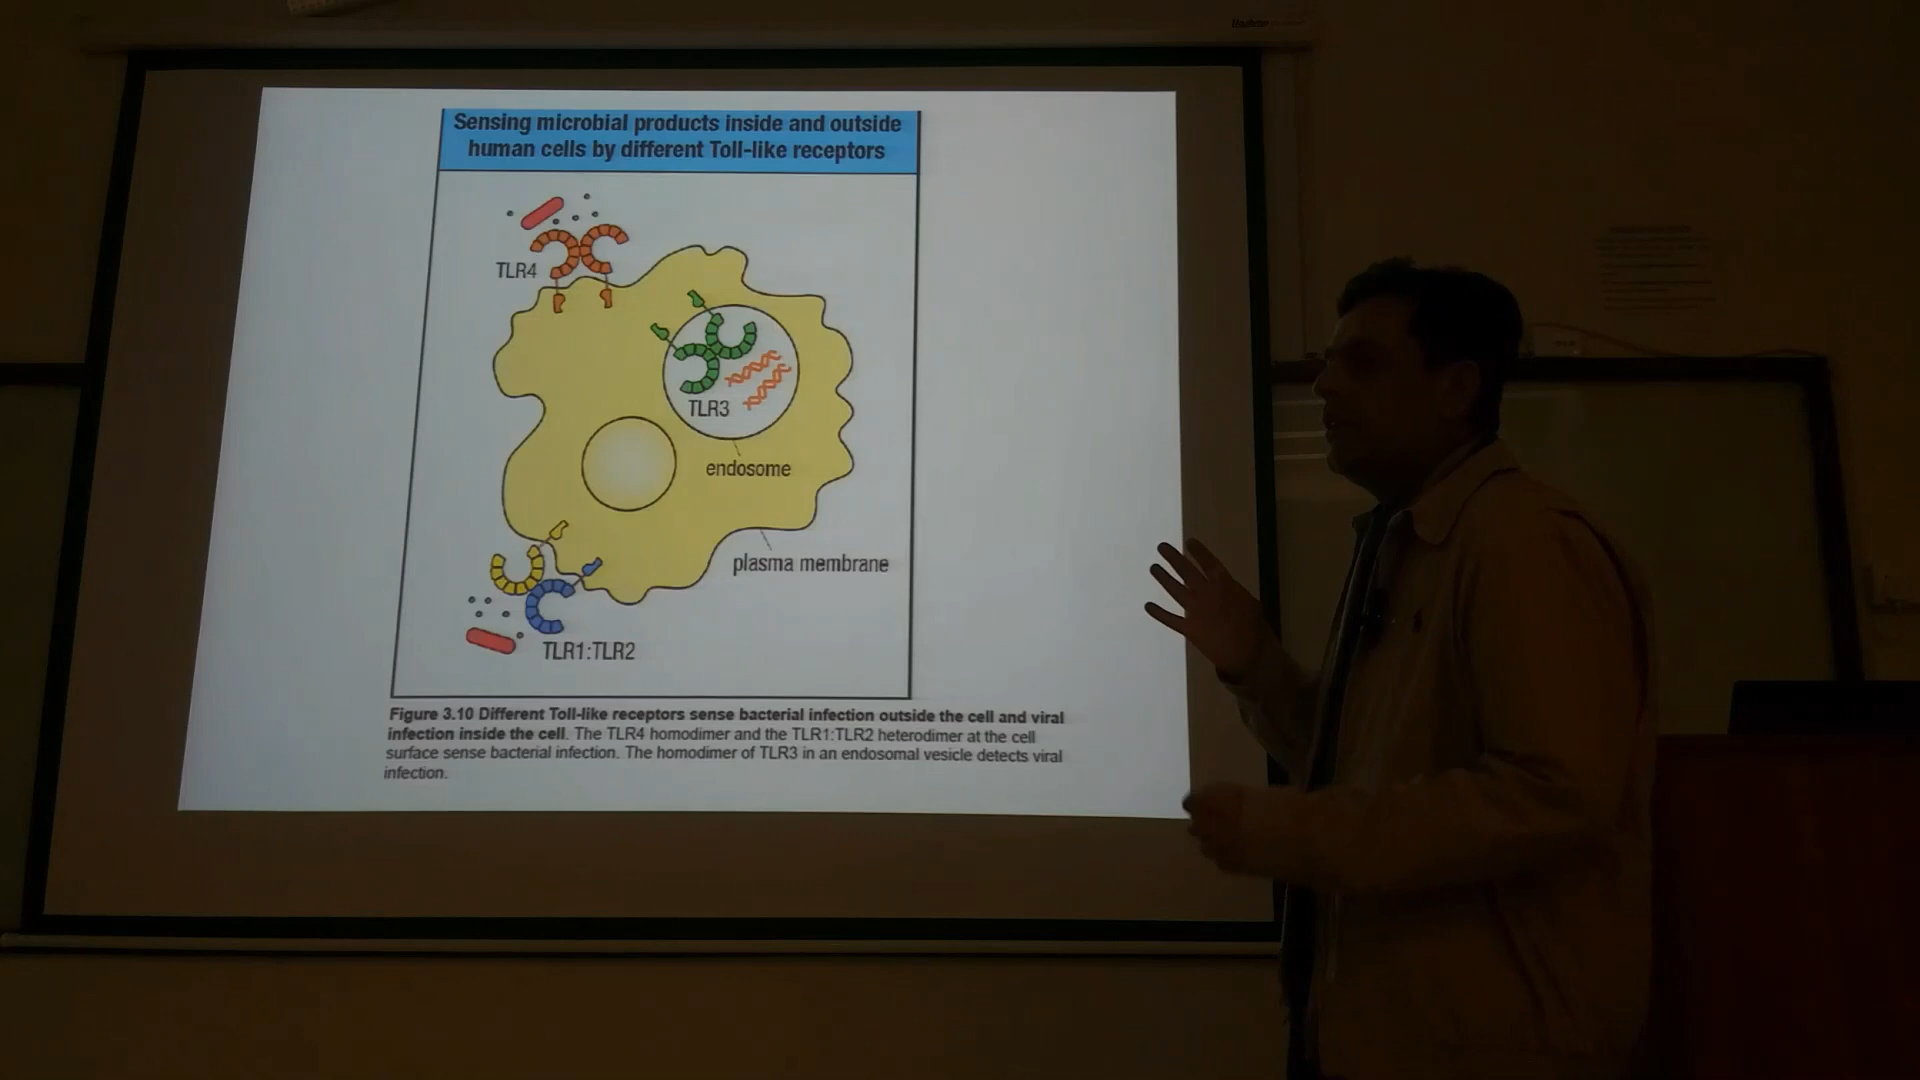 Sensing microbial products inside and outside
human cells by different Toll-like receptors
TLR4
TLR3
endosome
plasma membrane
TLR1:TLR2
Figure 3.10 Different Toll-like receptors sense bacterial infection outside the cell and viral
infection inside the cell. The TLR4 homodimer and the TLR1:TLR2 heterodimer at the cell
surface sense bacterial infection. The homodimer of TLR3 in an endosomal vesicle detects viral
infection.